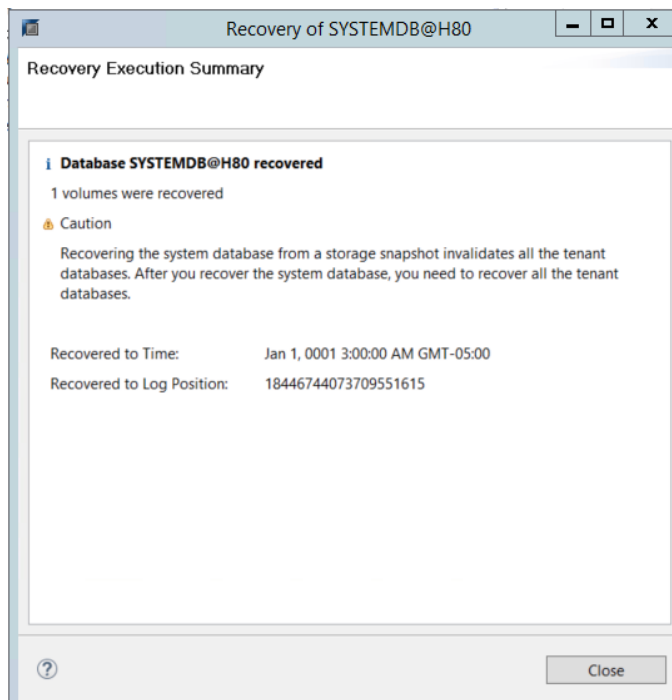 Recovery of SYSTEMDB@H80
Recovery Execution Summary
Database SYSTEMDB@H80 recovered
1 volumes were recovered
Caution
Recovering the system database from a storage snapshot invalidates all the tenant
databases. After you recover the system database, you need to recover all the tenant
databases.
Recovered to Time: Jan 1, 0001 3:00:00 AM GMT-05:00
Recovered to Log Position: 18446744073709551615
Close